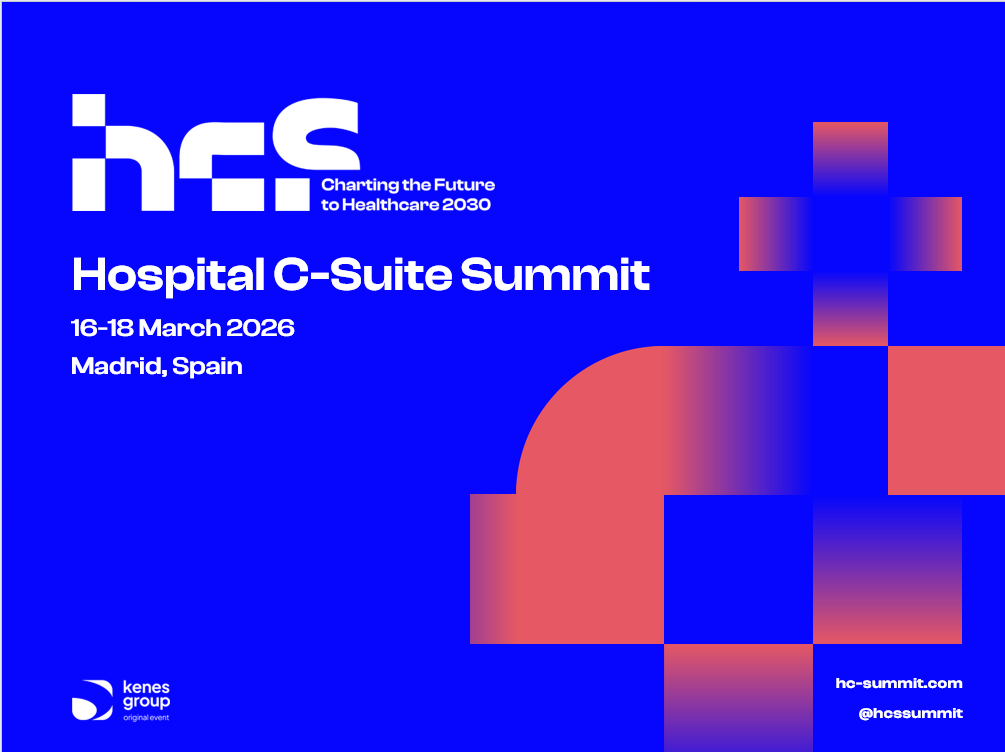 hcs
Charting the Future
to Healthcare 2030
Hospital C-Suite Summit
16-18 March 2026
Madrid, Spain
kenes
group
original event
hc-summit.com
@hcssummit